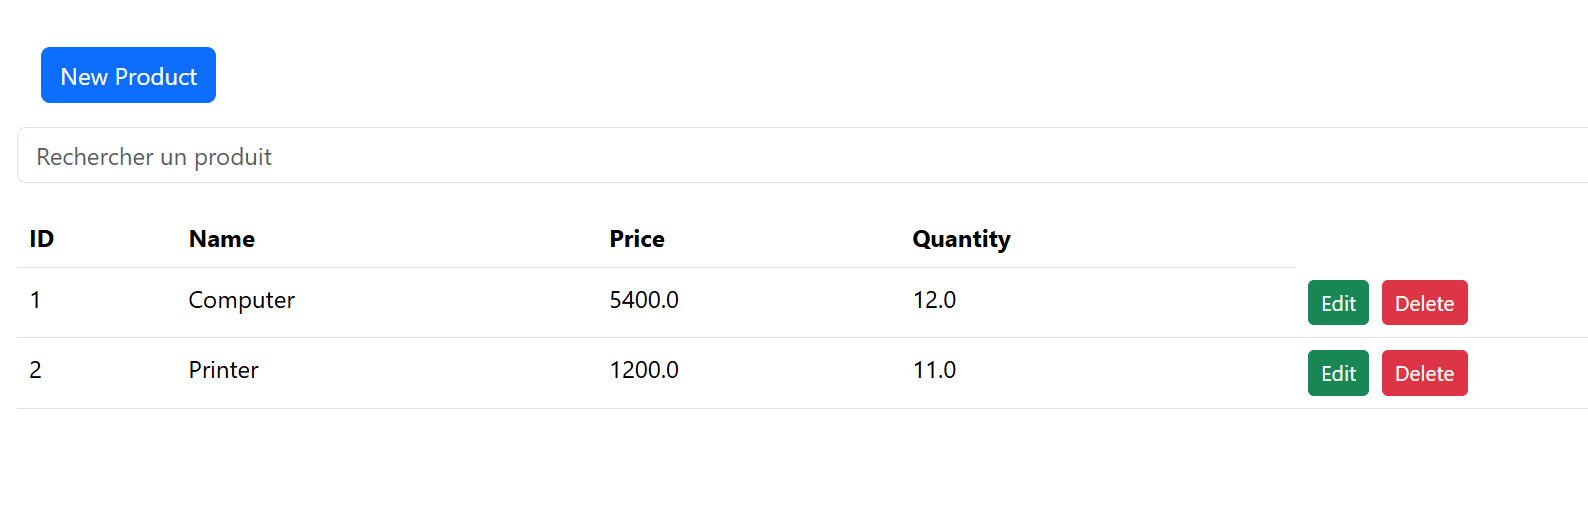 New Product
Rechercher un produit
ID Name Price Quantity
1 Computer 5400.0 12.0 Edit Delete
2 Printer 1200.0 11.0 Edit Delete